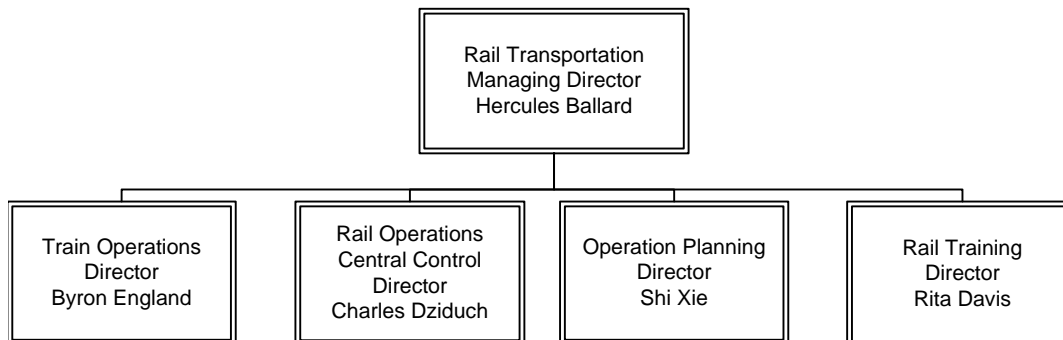 Rail Transportation
Managing Director
Hercules Ballard
Train Operations
Director
Byron England
Rail Operations
Central Control
Director
Charles Dziduch
Operation Planning
Director
Shi Xie
Rail Training
Director
Rita Davis